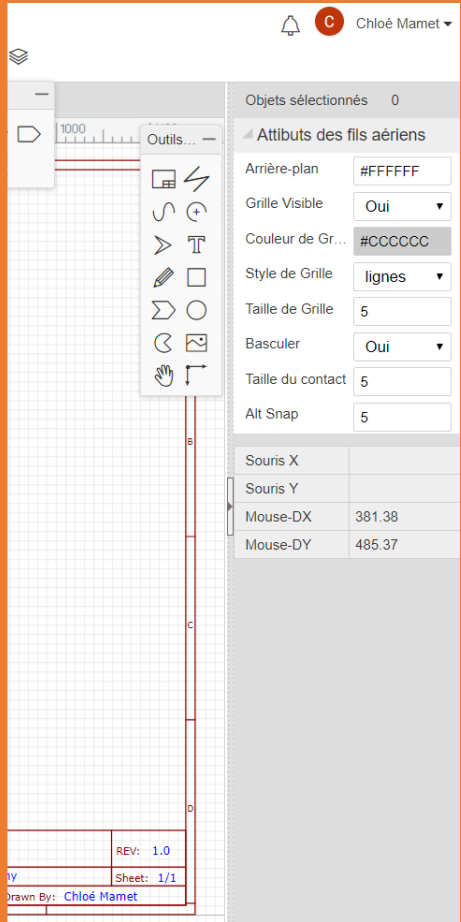 C Chloé Mamet
Objets sélectionnés 0
1000
Outils...
Attibuts des fils aériens
Arrière-plan #FFFFFF
Grille Visible Oui
Couleur de Gr... #CCCCCC
Style de Grille lignes
Taille de Grille 5
Basculer Oui
Taille du contact 5
Alt Snap 5
B
Souris X
Souris Y
Mouse-DX 381.38
Mouse-DY 485.37
C
D
REV: 1.0
ny Sheet: 1/1
Drawn By: Chloé Mamet